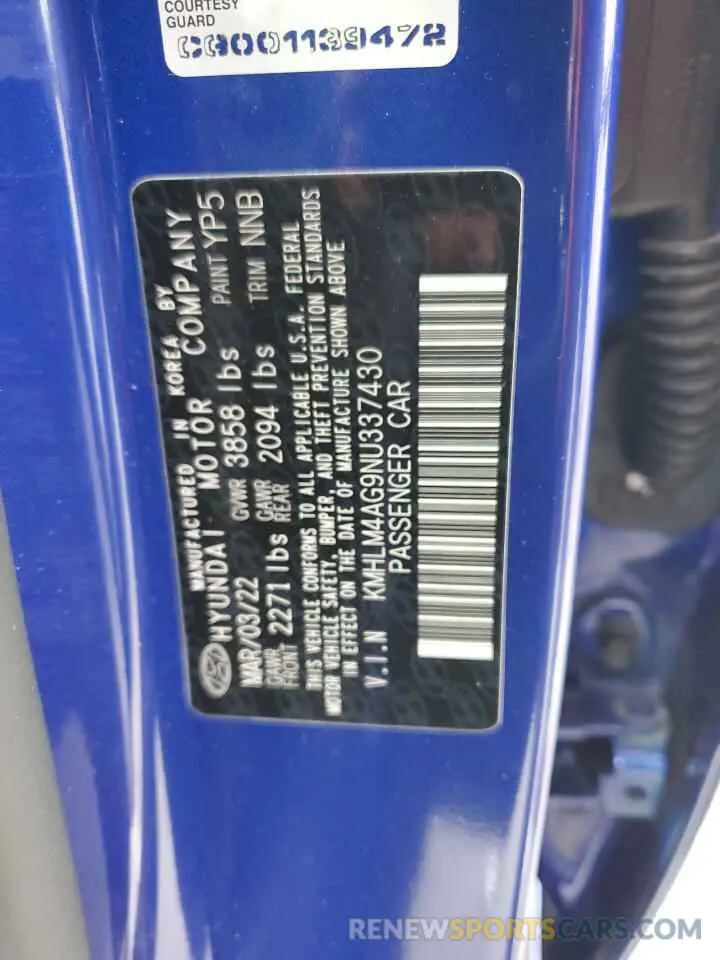 COURTESY
GUARD
CG001139472
MANUFACTURED IN KOREA BY
HYUNDAI MOTOR COMPANY
MAR/03/22 GVWR 3858 lbs PAINT YP5
GAWR FRONT 2271 lbs GAWR REAR 2094 lbs TRIM NNB
THIS VEHICLE CONFORMS TO ALL APPLICABLE U.S.A. FEDERAL
MOTOR VEHICLE SAFETY, BUMPER, AND THEFT PREVENTION STANDARDS
IN EFFECT ON THE DATE OF MANUFACTURE SHOWN ABOVE
V.I.N KMHLM4AG9NU337430
PASSENGER CAR
RENEWSPORTSCARS.COM